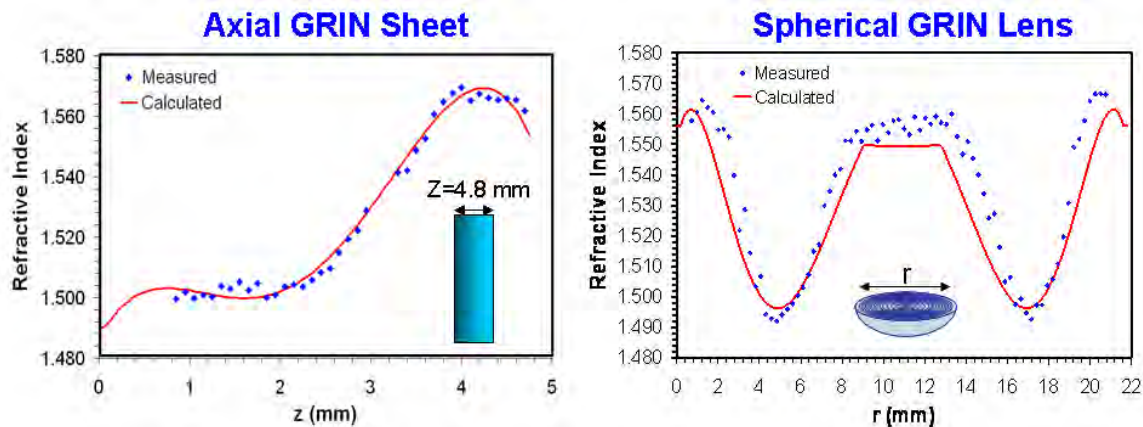 Axial GRIN Sheet
1.580
1.560
1.540
1.520
1.500
1.480
Refractive Index
Measured
Calculated
Z=4.8 mm
0 1 2 3 4 5
z (mm)
Spherical GRIN Lens
1.580
1.570
1.560
1.550
1.540
1.530
1.520
1.510
1.500
1.490
1.480
Refractive Index
Measured
Calculated
r
0 2 4 6 8 10 12 14 16 18 20 22
r (mm)